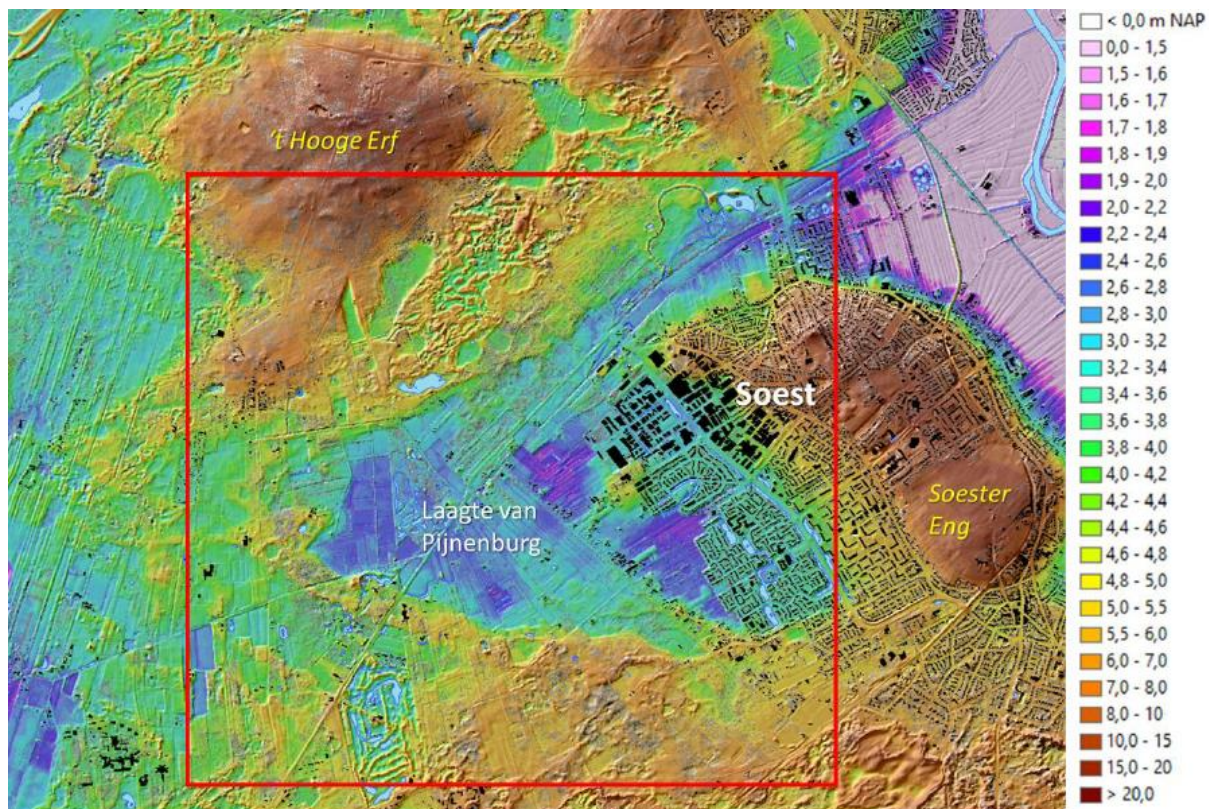 't Hooge Erf
Soest
Laagte van
Pijnenburg
Soester
Eng
< 0,0 m NAP
0,0 - 1,5
1,5 - 1,6
1,6 - 1,7
1,7 - 1,8
1,8 - 1,9
1,9 - 2,0
2,0 - 2,2
2,2 - 2,4
2,4 - 2,6
2,6 - 2,8
2,8 - 3,0
3,0 - 3,2
3,2 - 3,4
3,4 - 3,6
3,6 - 3,8
3,8 - 4,0
4,0 - 4,2
4,2 - 4,4
4,4 - 4,6
4,6 - 4,8
4,8 - 5,0
5,0 - 5,5
5,5 - 6,0
6,0 - 7,0
7,0 - 8,0
8,0 - 10
10,0 - 15
15,0 - 20
> 20,0